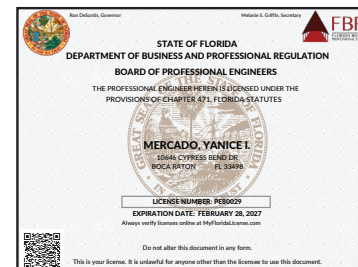 Ron DeSantis, Governor
Melanie S. Griffin, Secretary
FBP
STATE OF FLORIDA
DEPARTMENT OF BUSINESS AND PROFESSIONAL REGULATION
BOARD OF PROFESSIONAL ENGINEERS
THE PROFESSIONAL ENGINEER HEREIN IS LICENSED UNDER THE
PROVISIONS OF CHAPTER 471, FLORIDA STATUTES
MERCADO, YANICE I.
10646 CYPRESS BEND DR
BOCA RATON FL 33498
LICENSE NUMBER: PE80029
EXPIRATION DATE: FEBRUARY 28, 2027
Always verify licenses online at MyFloridaLicense.com
Do not alter this document in any form.
This is your license. It is unlawful for anyone other than the licensee to use this document.